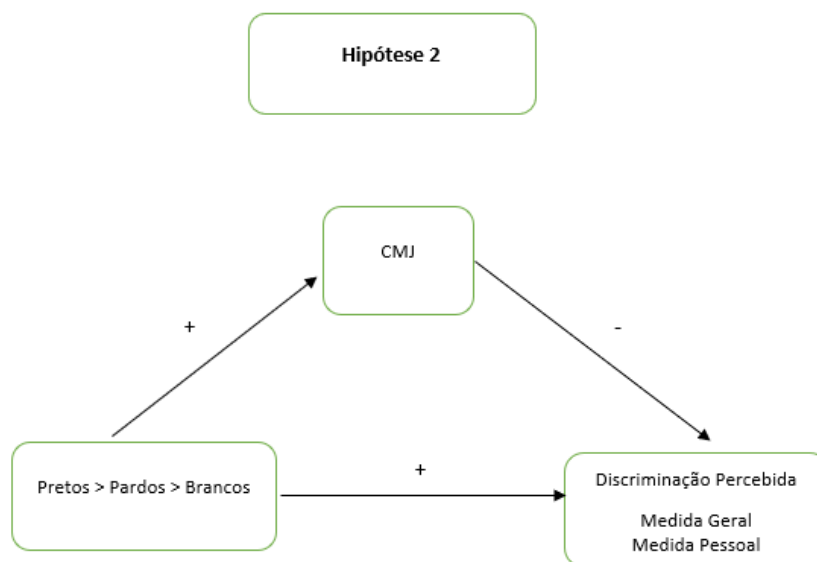 Hipótese 2
CMJ
+
-
Pretos > Pardos > Brancos
+
Discriminação Percebida
Medida Geral
Medida Pessoal